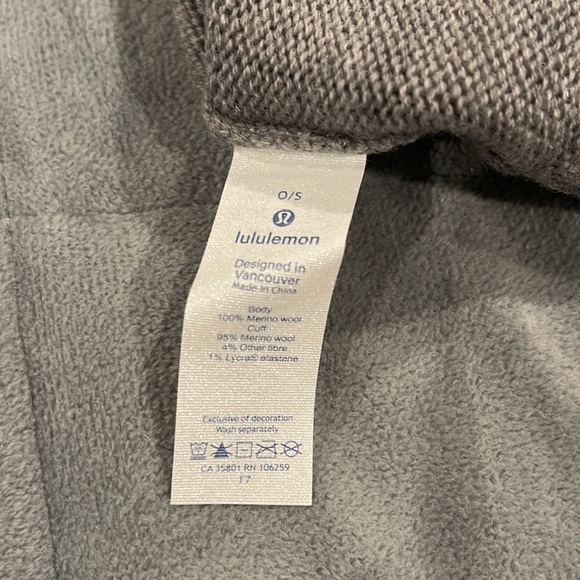 O/S
lululemon
Designed in
Vancouver
Made in China
Body
100% Merino wool
Cuff
95% Merino wool
4% Other fibre
1% Lycra® elastane
Exclusive of decoration
Wash separately
CA 35801 RN 106259
F7